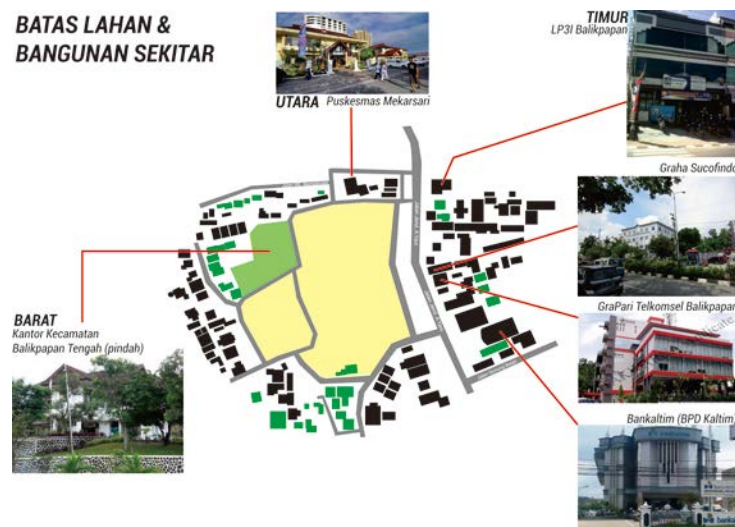 BATAS LAHAN &
BANGUNAN SEKITAR
TIMUR
LP3I Balikpapan
UTARA Puskesmas Mekarsari
Graha Sucofindo
GraPari Telkomsel Balikpapan
BARAT
Kantor Kecamatan
Balikpapan Tengah (pindah)
Bankaltim (BPD Kaltim)